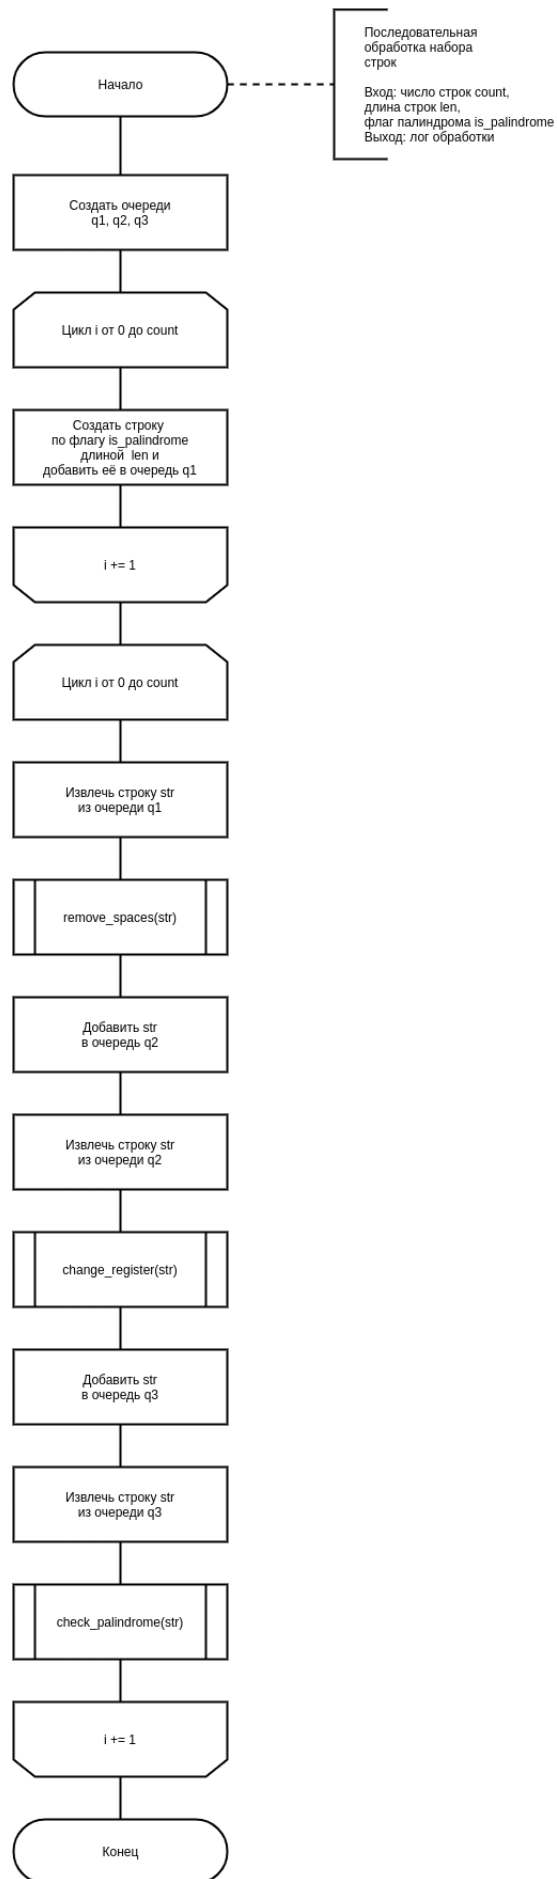 Последовательная
обработка набора
строк
Вход: число строк count,
длина строк len,
флаг палиндрома is_palindrome
Выход: лог обработки
Начало
Создать очереди
q1, q2, q3
Цикл i от 0 до count
Создать строку
по флагу is_palindrome
длиной len и
добавить её в очередь q1
i += 1
Цикл i от 0 до count
Извлечь строку str
из очереди q1
remove_spaces(str)
Добавить str
в очередь q2
Извлечь строку str
из очереди q2
change_register(str)
Добавить str
в очередь q3
Извлечь строку str
из очереди q3
check_palindrome(str)
i += 1
Конец